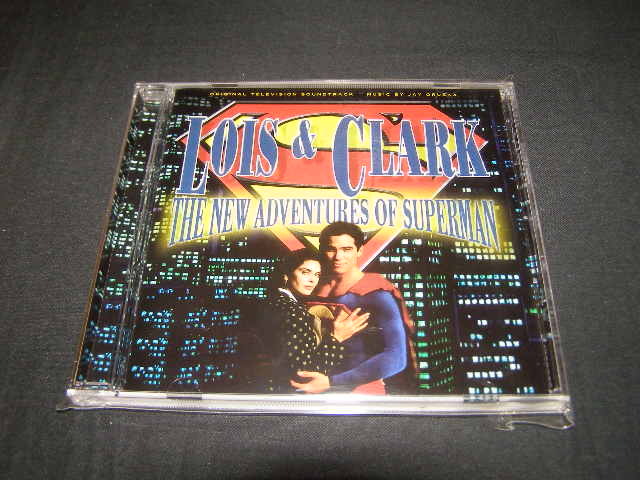 ORIGINAL TELEVISION SOUNDTRACK MUSIC BY JAY GRUSKA
LOIS & CLARK
THE NEW ADVENTURES OF SUPERMAN